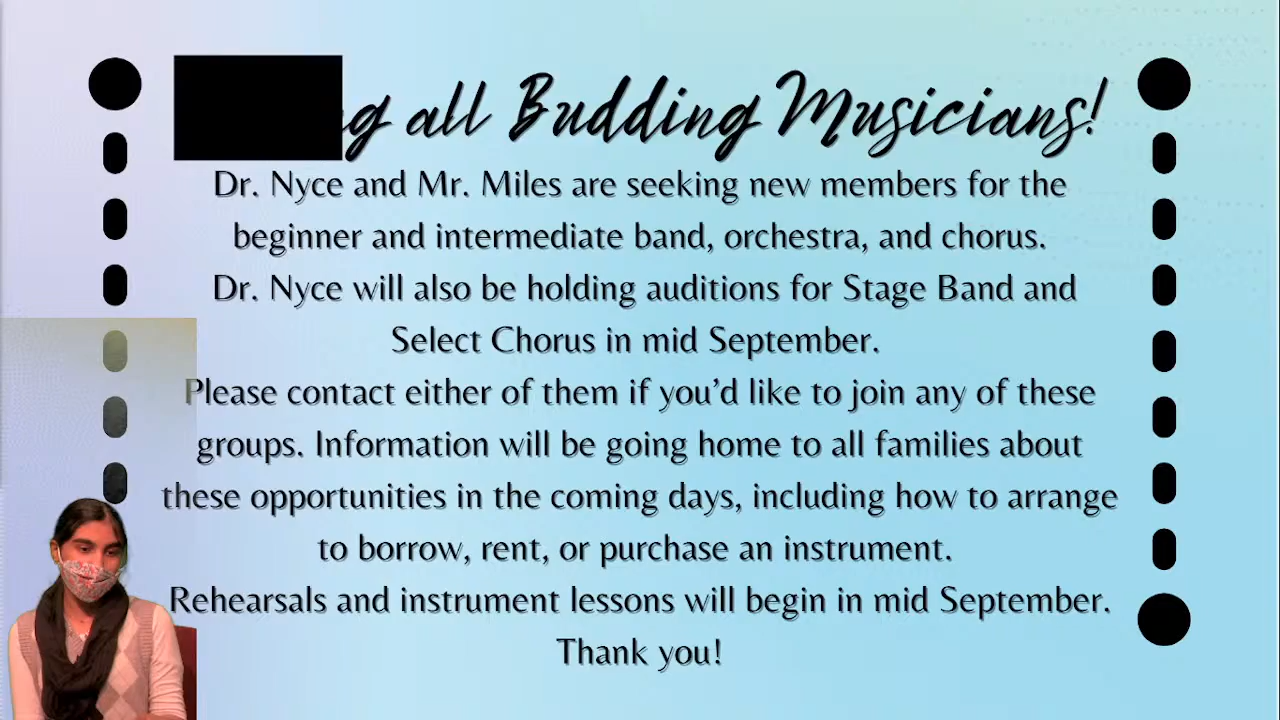 all Budding Musicians!
Dr. Nyce and Mr. Miles are seeking new members for the
beginner and intermediate band, orchestra, and chorus.
Dr. Nyce will also be holding auditions for Stage Band and
Select Chorus in mid September.
Please contact either of them if you’d like to join any of these
groups. Information will be going home to all families about
these opportunities in the coming days, including how to arrange
to borrow, rent, or purchase an instrument.
Rehearsals and instrument lessons will begin in mid September.
Thank you!